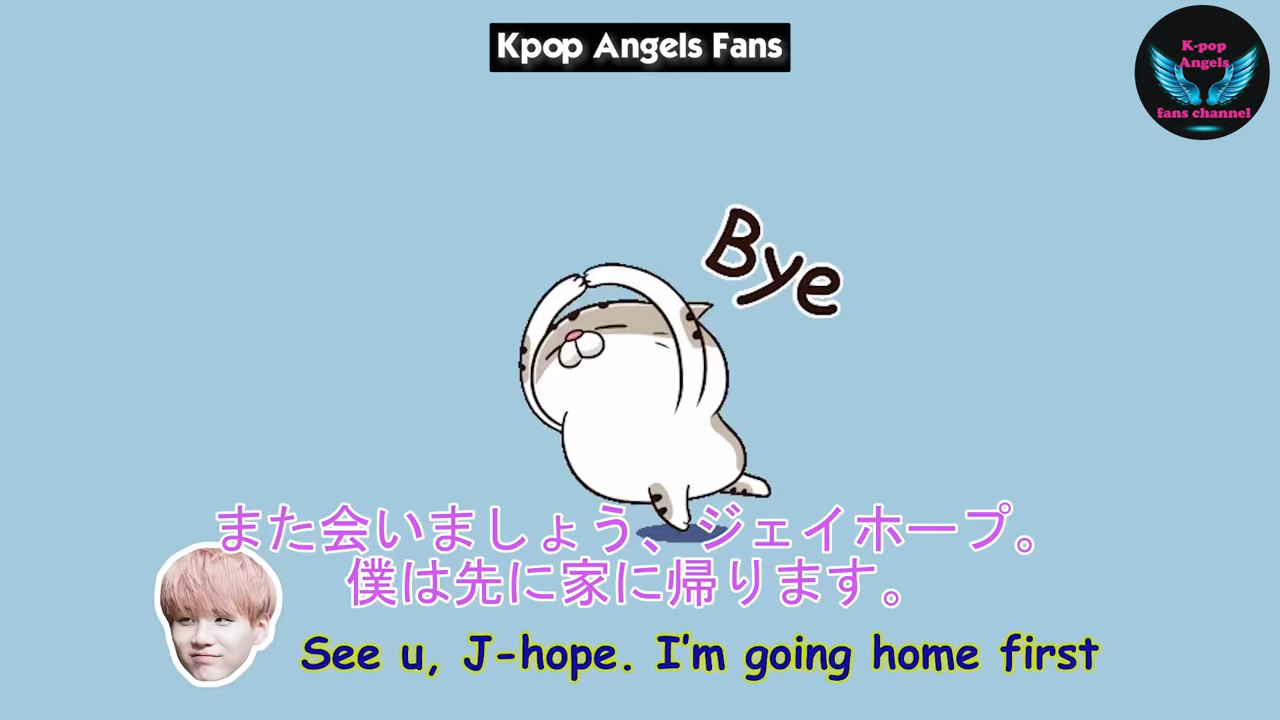 Kpop Angels Fans
K-pop
Angels
fans channel
Bye
また会いましょう、ジェイホープ。
僕は先に家に帰ります。
See u, J-hope. I'm going home first